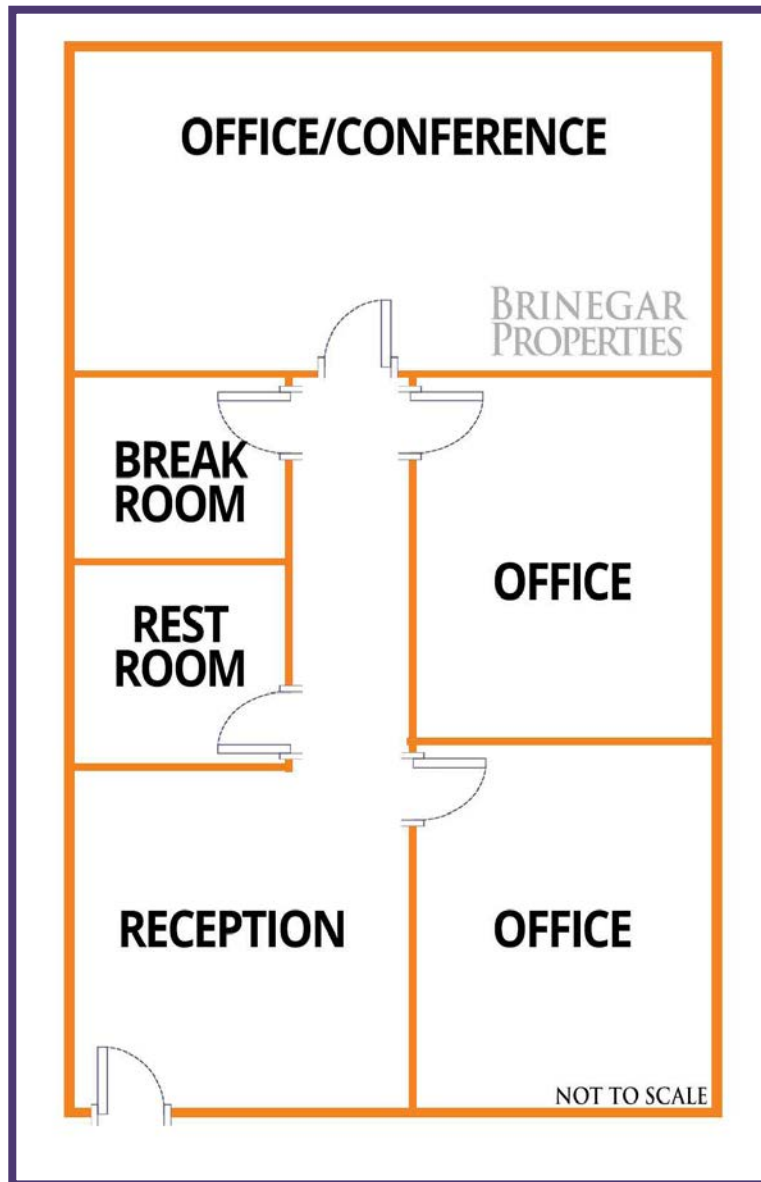 OFFICE/CONFERENCE
BRINEGAR
PROPERTIES
BREAK
ROOM
OFFICE
REST
ROOM
RECEPTION
OFFICE
NOT TO SCALE